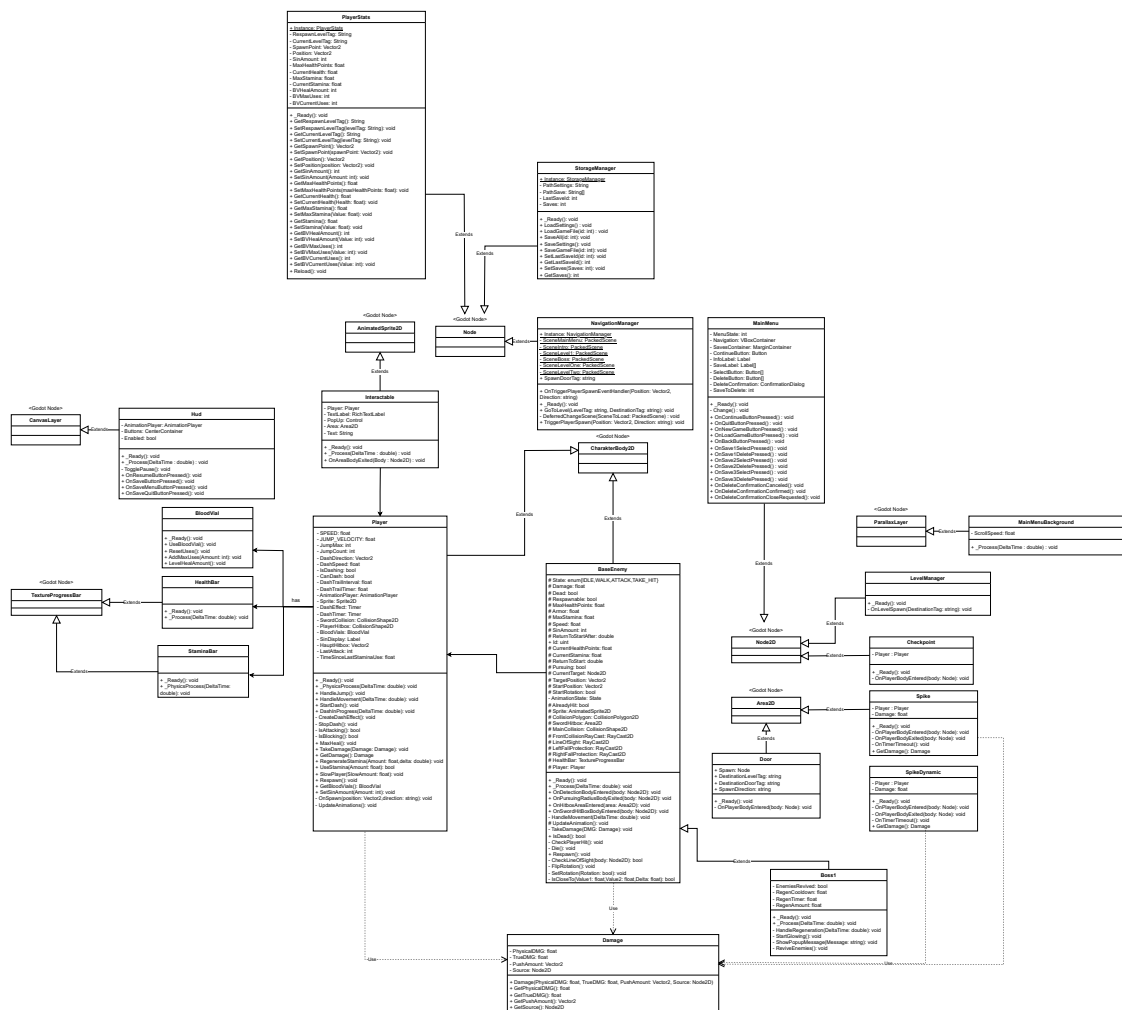 PlayerStats
+ Instance: PlayerStats
- RespawnLevelTag: String
- CurrentLevelTag: String
- SpawnPoint: Vector2
- Position: Vector2
- SinAmount: int
- MaxHealthPoints: float
- CurrentHealth: float
- MaxStamina: float
- CurrentStamina: float
- BVHealAmount: int
- BVMaxUses: int
- BVCurrentUses: int
+ _Ready(): void
+ GetRespawnLevelTag(): String
+ SetRespawnLevelTag(levelTag: String): void
+ GetCurrentLevelTag(): String
+ SetCurrentLevelTag(levelTag: String): void
+ GetSpawnPoint(): Vector2
+ SetSpawnPoint(spawnPoint: Vector2): void
+ GetPosition(): Vector2
+ SetPosition(position: Vector2): void
+ GetSinAmount(): int
+ SetSinAmount(Amount: int): void
+ GetMaxHealthPoints(): float
+ SetMaxHealthPoints(maxHealthPoints: float): void
+ GetCurrentHealth(): float
+ SetCurrentHealth(Health: float): void
+ GetMaxStamina(): float
+ SetMaxStamina(Value: float): void
+ GetStamina(): float
+ SetStamina(Value: float): void
+ GetBVHealAmount(): int
+ SetBVHealAmount(Value: int): void
+ GetBVMaxUses(): int
+ SetBVMaxUses(Value: int): void
+ GetBVCurrentUses(): int
+ SetBVCurrentUses(Value: int): void
+ Reload(): void
StorageManager
+ Instance: StorageManager
- PathSettings: String
- PathSave: String[]
- LastSaveId: int
- Saves: int
+ _Ready(): void
+ LoadSettings() : void
+ LoadGameFile(id: int) : void
+ SaveAll(id: int): void
+ SaveSettings(): void
+ SaveGameFile(id: int): void
+ SetLastSaveId(id: int): void
+ GetLastSaveId(): int
+ SetSaves(Saves: int): void
+ GetSaves(): int
Extends
Extends
<Godot Node>
AnimatedSprite2D
<Godot Node>
Node
Extends
NavigationManager
+ Instance: NavigationManager
- SceneMainMenu: PackedScene
- SceneIntro: PackedScene
- SceneLevel1: PackedScene
- SceneBoss: PackedScene
- SceneLevelOne: PackedScene
- SceneLevelTwo: PackedScene
+ SpawnDoorTag: string
+ OnTriggerPlayerSpawnEventHandler(Position: Vector2,
Direction: string)
+ _Ready(): void
+ GoToLevel(LevelTag: string, DestinationTag: string): void
- DeferredChangeScene(SceneToLoad: PackedScene): void
+ TriggerPlayerSpawn(Position: Vector2, Direction: string): void
MainMenu
- MenuState: int
- Navigation: VBoxContainer
- SavesContainer: MarginContainer
- ContinueButton: Button
- InfoLabel: Label
- SaveLabel: Label[]
- SelectButton: Button[]
- DeleteButton: Button[]
- DeleteConfirmation: ConfirmationDialog
- SaveToDelete: int
+ _Ready(): void
- Change() : void
+ OnContinueButtonPressed() : void
+ OnQuitButtonPressed() : void
+ OnNewGameButtonPressed() : void
+ OnLoadGameButtonPressed() : void
+ OnBackButtonPressed() : void
+ OnSave1SelectPressed() : void
+ OnSave1DeletePressed() : void
+ OnSave2SelectPressed() : void
+ OnSave2DeletePressed() : void
+ OnSave3SelectPressed() : void
+ OnSave3DeletePressed() : void
+ OnDeleteConfirmationCanceled() : void
+ OnDeleteConfirmationConfirmed() : void
+ OnDeleteConfirmationCloseRequested() : void
Extends
Interactable
- Player: Player
- TextLabel: RichTextLabel
- PopUp: Control
- Area: Area2D
- Text: String
+ _Ready(): void
+ _Process(DeltaTime : double) : void
+ OnAreaBodyExited(Body : Node2D) : void
<Godot Node>
CanvasLayer
Extends
Hud
- AnimationPlayer: AnimationPlayer
- Buttons: CenterContainer
- Enabled: bool
+ _Ready(): void
+ _Process(DeltaTime : double) : void
- TogglePause(): void
+ OnResumeButtonPressed(): void
+ OnSaveButtonPressed(): void
+ OnSaveMenuButtonPressed(): void
+ OnSaveQuitButtonPressed(): void
<Godot Node>
CharakterBody2D
Extends
Extends
BloodVial
+ _Ready(): void
+ UseBloodVial(): void
+ ResetUses(): void
+ AddMaxUses(Amount: int): void
+ LevelHealAmount(): void
<Godot Node>
TextureProgressBar
Extends
HealthBar
+ _Ready(): void
+ _Process(DeltaTime: double): void
has
Extends
StaminaBar
+ _Ready(): void
+ _PhysicsProcess(DeltaTime:
double): void
Player
- SPEED: float
- JUMP_VELOCITY: float
- JumpMax: int
- JumpCount: int
- DashDirection: Vector2
- DashSpeed: float
- IsDashing: bool
- CanDash: bool
- DashTrailInterval: float
- DashTrailTimer: float
- AnimationPlayer: AnimationPlayer
- Sprite: Sprite2D
- DashEffect: Timer
- DashTimer: Timer
- SwordCollision: CollisionShape2D
- PlayerHitbox: CollisionShape2D
- BloodVials: BloodVial
- SinDisplay: Label
- HauptHitbox: Vector2
- LastAttack: int
- TimeSinceLastStaminaUse: float
+ _Ready(): void
+ _PhysicProcess(DeltaTime: double): void
+ HandleJump(): void
+ HandleMovement(DeltaTime: double): void
+ StartDash(): void
+ DashInProgress(DeltaTime: double): void
- CreateDashEffect(): void
- StopDash(): void
- IsAttacking(): bool
- IsBlocking(): bool
+ MaxHeal(): void
+ TakeDamage(Damage: Damage): void
+ GetDamage(): Damage
+ RegenerateStamina(Amount: float,delta: double): void
+ UseStamina(Amount: float): bool
+ SlowPlayer(SlowAmount: float): void
+ Respawn(): void
+ GetBloodVials(): BloodVial
+ SetSinAmount(Amount: int): void
- OnSpawn(position: Vector2,direction: string): void
- UpdateAnimations(): void
BaseEnemy
# State: enum{IDLE,WALK,ATTACK,TAKE_HIT}
# Damage: float
# Dead: bool
# Respawnable: bool
# MaxHealthPoints: float
# Armor: float
# MaxStamina: float
# Speed: float
# SinAmount: int
# ReturnToStartAfter: double
+ Id: uint
# CurrentHealthPoints: float
# CurrentStamina: float
# ReturnToStart: double
# Pursuing: bool
# CurrentTarget: Node2D
# TargetPosition: Vector2
# StartPosition: Vector2
# StartRotation: bool
- AnimationState: State
# AlreadyHit: bool
# Sprite: AnimatedSprite2D
# CollisionPolygon: CollisionPolygon2D
# SwordHitbox: Area2D
# MainCollision: CollisionShape2D
# FrontCollisionRayCast: RayCast2D
# LineOfSight: RayCast2D
# LeftFallProtection: RayCast2D
# RightFallProtection: RayCast2D
# HealthBar: TextureProgressBar
# Player: Player
+ _Ready(): void
+ _Process(DeltaTime: double): void
+ OnDetectionBodyEntered(body: Node2D): void
+ OnPursuingRadiusBodyExited(body: Node2D): void
+ OnHitboxAreaEntered(area: Area2D): void
+ OnSwordHitBoxBodyEntered(body: Node2D): void
- HandleMovement(DeltaTime: double): void
# UpdateAnimation(): void
- TakeDamage(DMG: Damage): void
+ IsDead(): bool
- CheckPlayerHit(): void
- Die(): void
+ Respawn(): void
- CheckLineOfSight(body: Node2D): bool
- FlipRotation(): void
- SetRotation(Rotation: bool): void
- IsCloseTo(Value1: float,Value2: float,Delta: float): bool
Extends
<Godot Node>
ParallaxLayer
Extends
MainMenuBackground
- ScrollSpeed: float
+ _Process(DeltaTime : double) : void
LevelManager
+ _Ready(): void
- OnLevelSpawn(DestinationTag: string): void
Extends
<Godot Node>
Node2D
Extends
Checkpoint
- Player : Player
+ _Ready(): void
- OnPlayerBodyEntered(body: Node): void
<Godot Node>
Area2D
Extends
Spike
- Player : Player
- Damage: float
+ _Ready(): void
- OnPlayerBodyEntered(body: Node): void
- OnPlayerBodyExited(body: Node): void
- OnTimerTimeout(): void
+ GetDamage(): Damage
Extends
Door
+ Spawn: Node
+ DestinationLevelTag: string
+ DestinationDoorTag: string
+ SpawnDirection: string
+ _Ready(): void
- OnPlayerBodyEntered(body: Node): void
SpikeDynamic
- Player : Player
- Damage: float
+ _Ready(): void
- OnPlayerBodyEntered(body: Node): void
- OnPlayerBodyExited(body: Node): void
- OnTimerTimeout(): void
+ GetDamage(): Damage
Extends
Boss1
- EnemiesRevived: bool
- RegenCooldown: float
- RegenTimer: float
- RegenAmount: float
+ _Ready(): void
+ _Process(DeltaTime: double): void
- HandleRegeneration(DeltaTime: double): void
- StartGlowing(): void
- ShowPopupMessage(Message: string): void
- ReviveEnemies(): void
Use
Use
Use
Damage
- PhysicalDMG: float
- TrueDMG: float
- PushAmount: Vector2
- Source: Node2D
+ Damage(PhysicalDMG: float, TrueDMG: float, PushAmount: Vector2, Source: Node2D)
+ GetPhysicalDMG(): float
+ GetTrueDMG(): float
+ GetPushAmount(): Vector2
+ GetSource(): Node2D